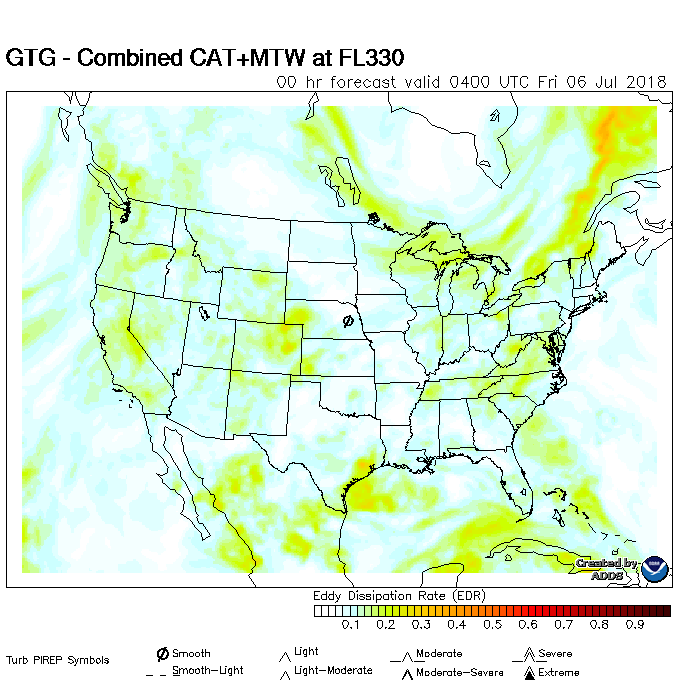 GTG - Combined CAT+MTW at FL330
00 hr forecast valid 0400 UTC Fri 06 Jul 2018
Created by
ADDS
NOAA
Eddy Dissipation Rate (EDR)
0.1 0.2 0.3 0.4 0.5 0.6 0.7 0.8 0.9
Turb PIREP Symbols
Smooth Light Moderate Severe
Smooth-Light Light-Moderate Moderate-Severe Extreme